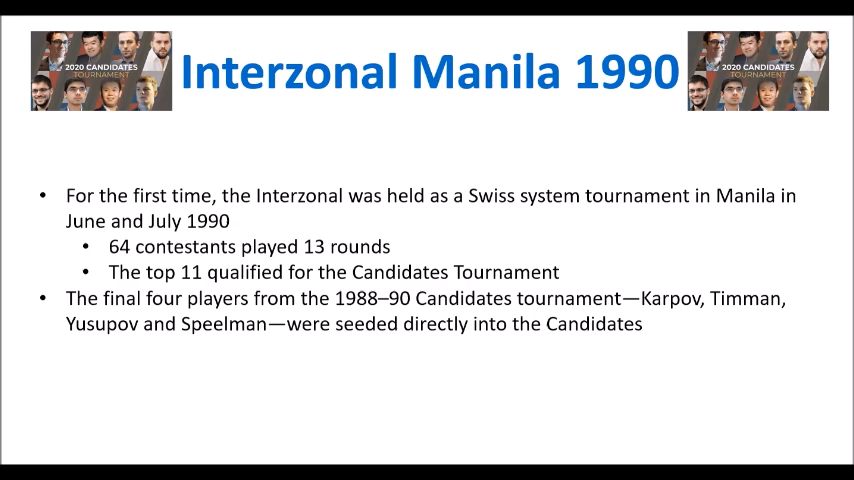 2020 CANDIDATES
TOURNAMENT
Interzonal Manila 1990
2020 CANDIDATES
TOURNAMENT
• For the first time, the Interzonal was held as a Swiss system tournament in Manila in
June and July 1990
• 64 contestants played 13 rounds
• The top 11 qualified for the Candidates Tournament
• The final four players from the 1988–90 Candidates tournament—Karpov, Timman,
Yusupov and Speelman—were seeded directly into the Candidates